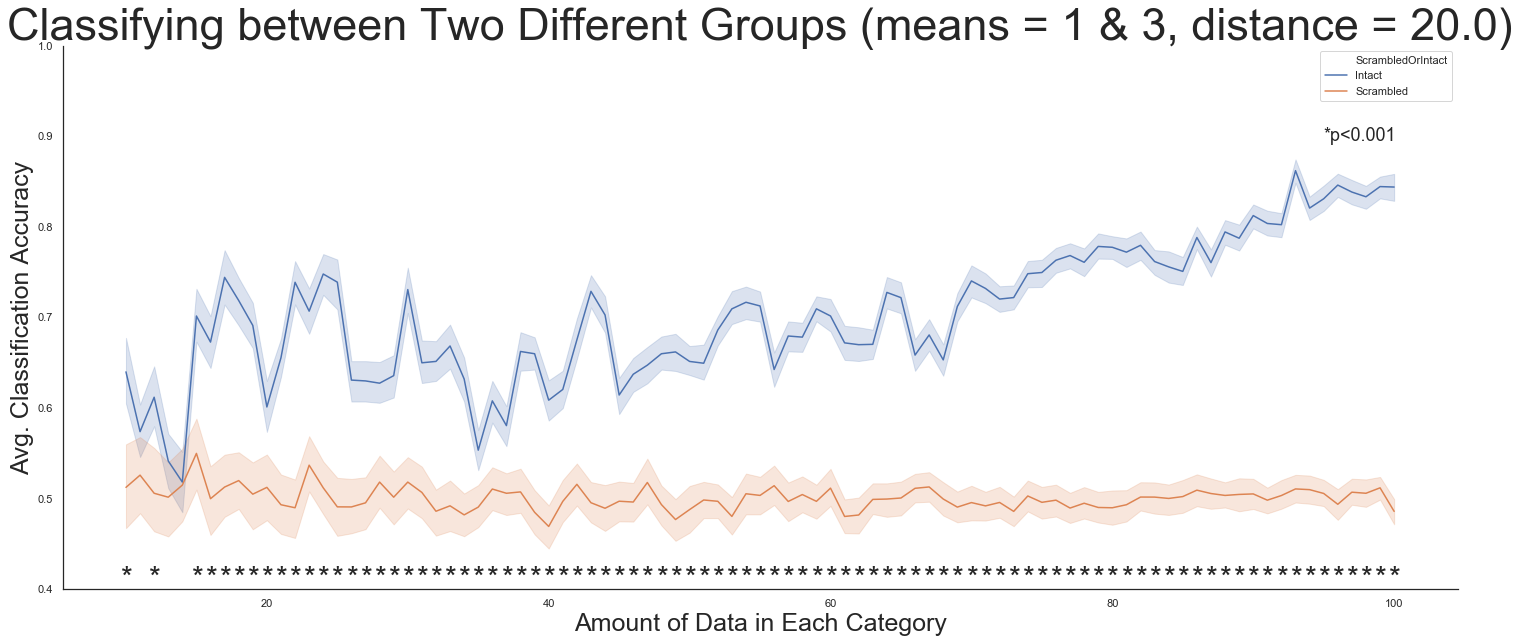 Classifying between Two Different Groups (means = 1 & 3, distance = 20.0)
1.0
ScrambledOrIntact
Intact
Scrambled
0.9
*p<0.001
0.8
0.7
0.6
0.5
0.4
Avg. Classification Accuracy
* * * * * * * * * * * * * * * * * * * * * * * * * * * * * * * * * * * * * * * * * * * * * * * * * * * * * * * * * * * * * * * * * * * * * * * * * * * * * * * * * * * * * * * *
20 40 60 80 100
Amount of Data in Each Category